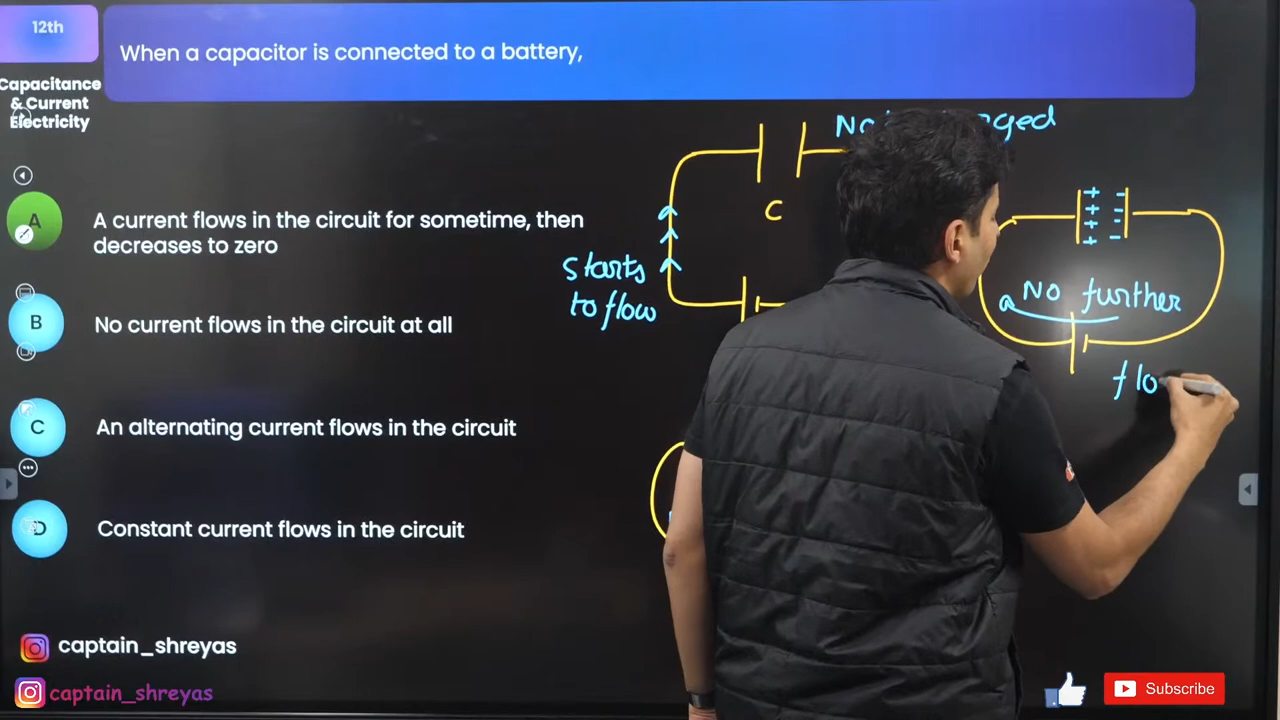 12th
When a capacitor is connected to a battery,
Capacitance
& Current
Electricity
A
A current flows in the circuit for sometime, then
decreases to zero
B
No current flows in the circuit at all
C
An alternating current flows in the circuit
D
Constant current flows in the circuit
C
starts
to flow
+ -
+ -
+ -
+ -
No further
flo
captain_shreyas
captain_shreyas
Subscribe